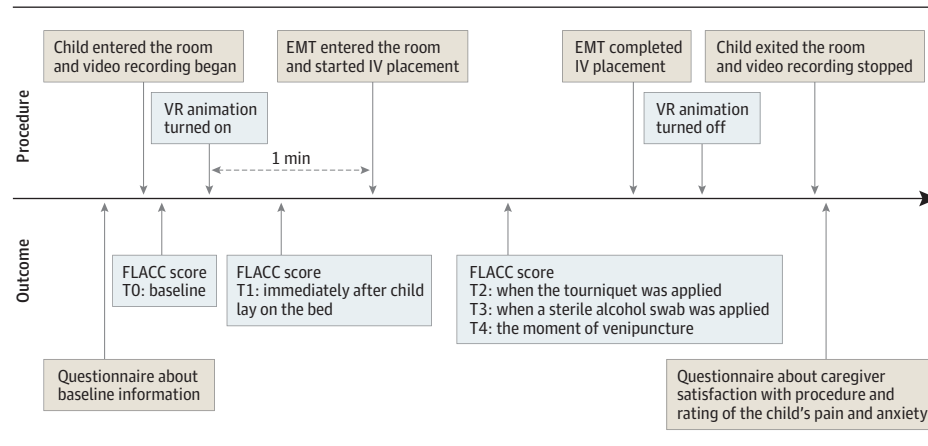 Procedure
Child entered the room
and video recording began
EMT entered the room
and started IV placement
EMT completed
IV placement
Child exited the room
and video recording stopped
VR animation
turned on
VR animation
turned off
1 min
Outcome
FLACC score
T0: baseline
FLACC score
T1: immediately after child
lay on the bed
FLACC score
T2: when the tourniquet was applied
T3: when a sterile alcohol swab was applied
T4: the moment of venipuncture
Questionnaire about
baseline information
Questionnaire about caregiver
satisfaction with procedure and
rating of the child's pain and anxiety